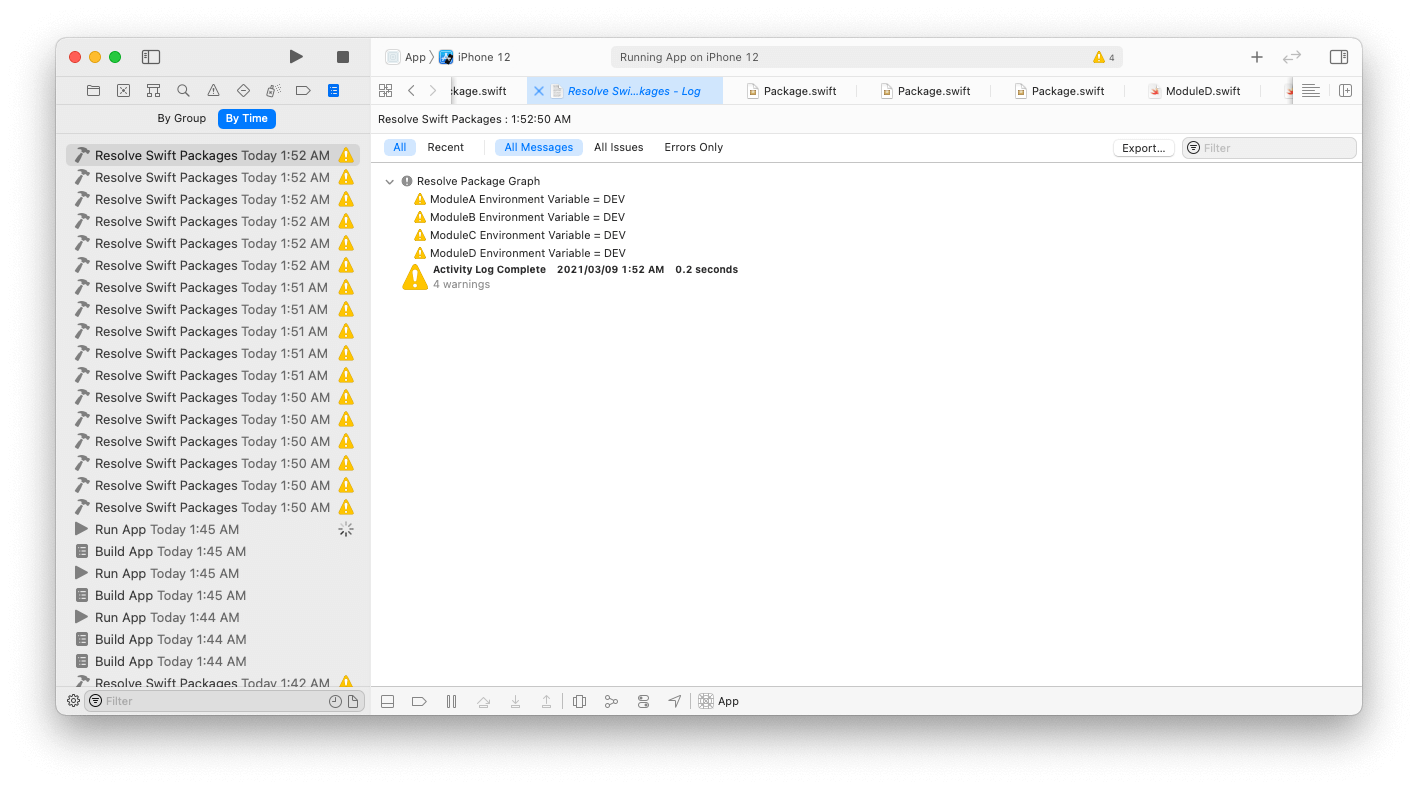 App
iPhone 12
Running App on iPhone 12
4
kage.swift
Resolve Swi...kages - Log
Package.swift
Package.swift
Package.swift
ModuleD.swift
By Group
By Time
Resolve Swift Packages : 1:52:50 AM
All
Recent
All Messages
All Issues
Errors Only
Export...
Filter
Resolve Swift Packages Today 1:52 AM
Resolve Swift Packages Today 1:52 AM
Resolve Swift Packages Today 1:52 AM
Resolve Swift Packages Today 1:52 AM
Resolve Swift Packages Today 1:52 AM
Resolve Swift Packages Today 1:52 AM
Resolve Swift Packages Today 1:51 AM
Resolve Swift Packages Today 1:51 AM
Resolve Swift Packages Today 1:51 AM
Resolve Swift Packages Today 1:51 AM
Resolve Swift Packages Today 1:51 AM
Resolve Swift Packages Today 1:50 AM
Resolve Swift Packages Today 1:50 AM
Resolve Swift Packages Today 1:50 AM
Resolve Swift Packages Today 1:50 AM
Resolve Swift Packages Today 1:50 AM
Resolve Swift Packages Today 1:50 AM
Run App Today 1:45 AM
Build App Today 1:45 AM
Run App Today 1:45 AM
Build App Today 1:45 AM
Run App Today 1:44 AM
Build App Today 1:44 AM
Build App Today 1:44 AM
Resolve Swift Packages Today 1:42 AM
Filter
Resolve Package Graph
ModuleA Environment Variable = DEV
ModuleB Environment Variable = DEV
ModuleC Environment Variable = DEV
ModuleD Environment Variable = DEV
Activity Log Complete 2021/03/09 1:52 AM 0.2 seconds
4 warnings
App